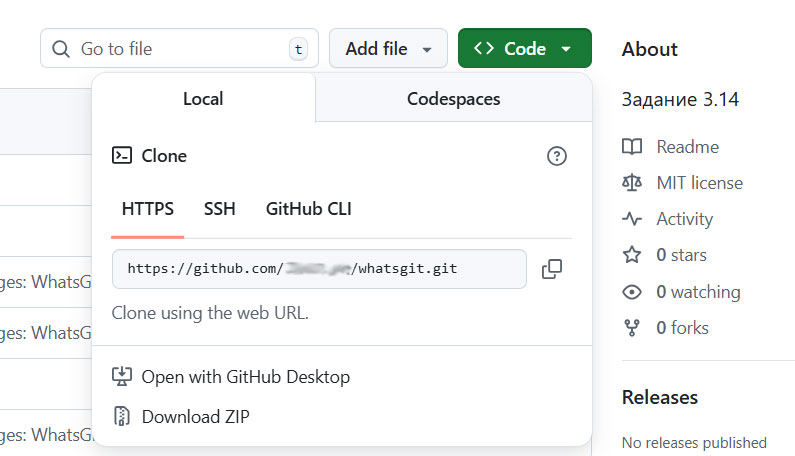 Go to file t Add file Code About
Local Codespaces
Задание 3.14
Clone
Readme
HTTPS SSH GitHub CLI
MIT license
Activity
https://github.com/ /whatsgit.git
0 stars
ges: WhatsG
0 watching
Clone using the web URL.
0 forks
ges: WhatsG
Open with GitHub Desktop
Releases
Download ZIP
ges: WhatsG
No releases published